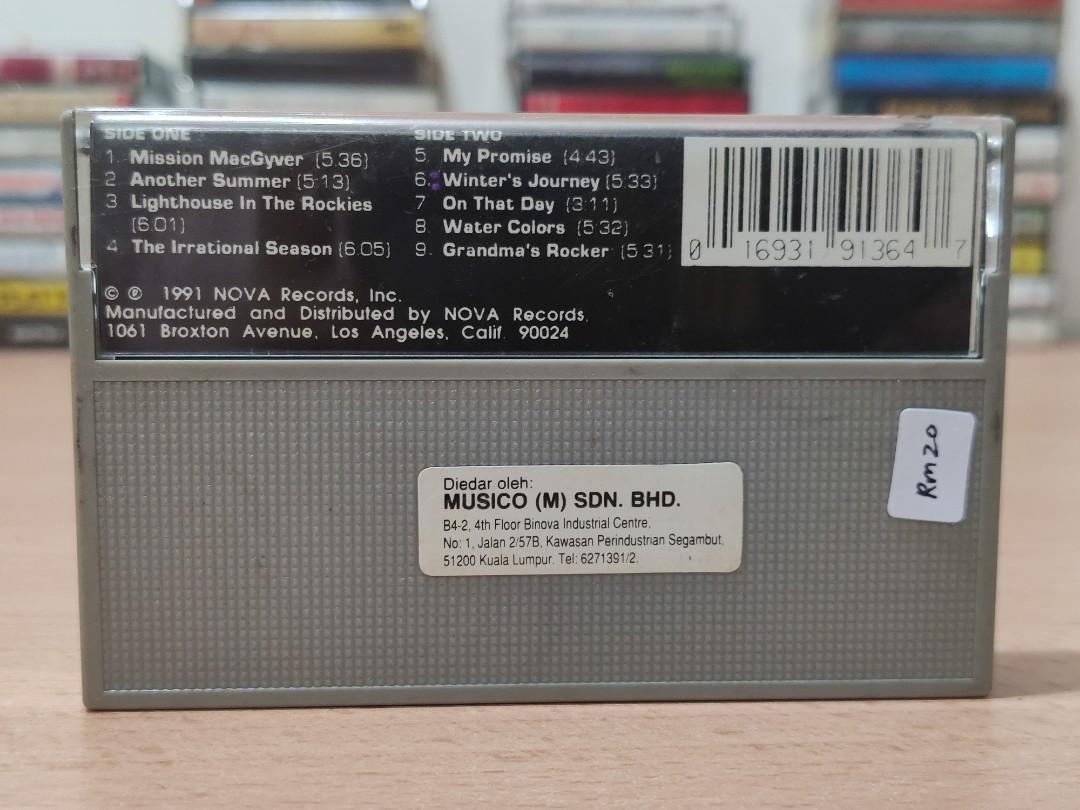 SIDE ONE
1. Mission MacGyver (5.36)
2 Another Summer (5:13)
3 Lighthouse In The Rockies
(6.01)
4 The Irrational Season (6.05)
SIDE TWO
5. My Promise (4.43)
6. Winter's Journey (5:33)
7 On That Day (3:11)
8. Water Colors (5:32)
9. Grandma's Rocker (5:31)
© ℗ 1991 NOVA Records, Inc.
Manufactured and Distributed by NOVA Records,
1061 Broxton Avenue, Los Angeles, Calif. 90024
0 16931 91364 7
Rm 20
Diedar oleh:
MUSICO (M) SDN. BHD.
B4-2, 4th Floor Binova Industrial Centre,
No: 1, Jalan 2/57B, Kawasan Perindustrian Segambut,
51200 Kuala Lumpur. Tel: 6271391/2.